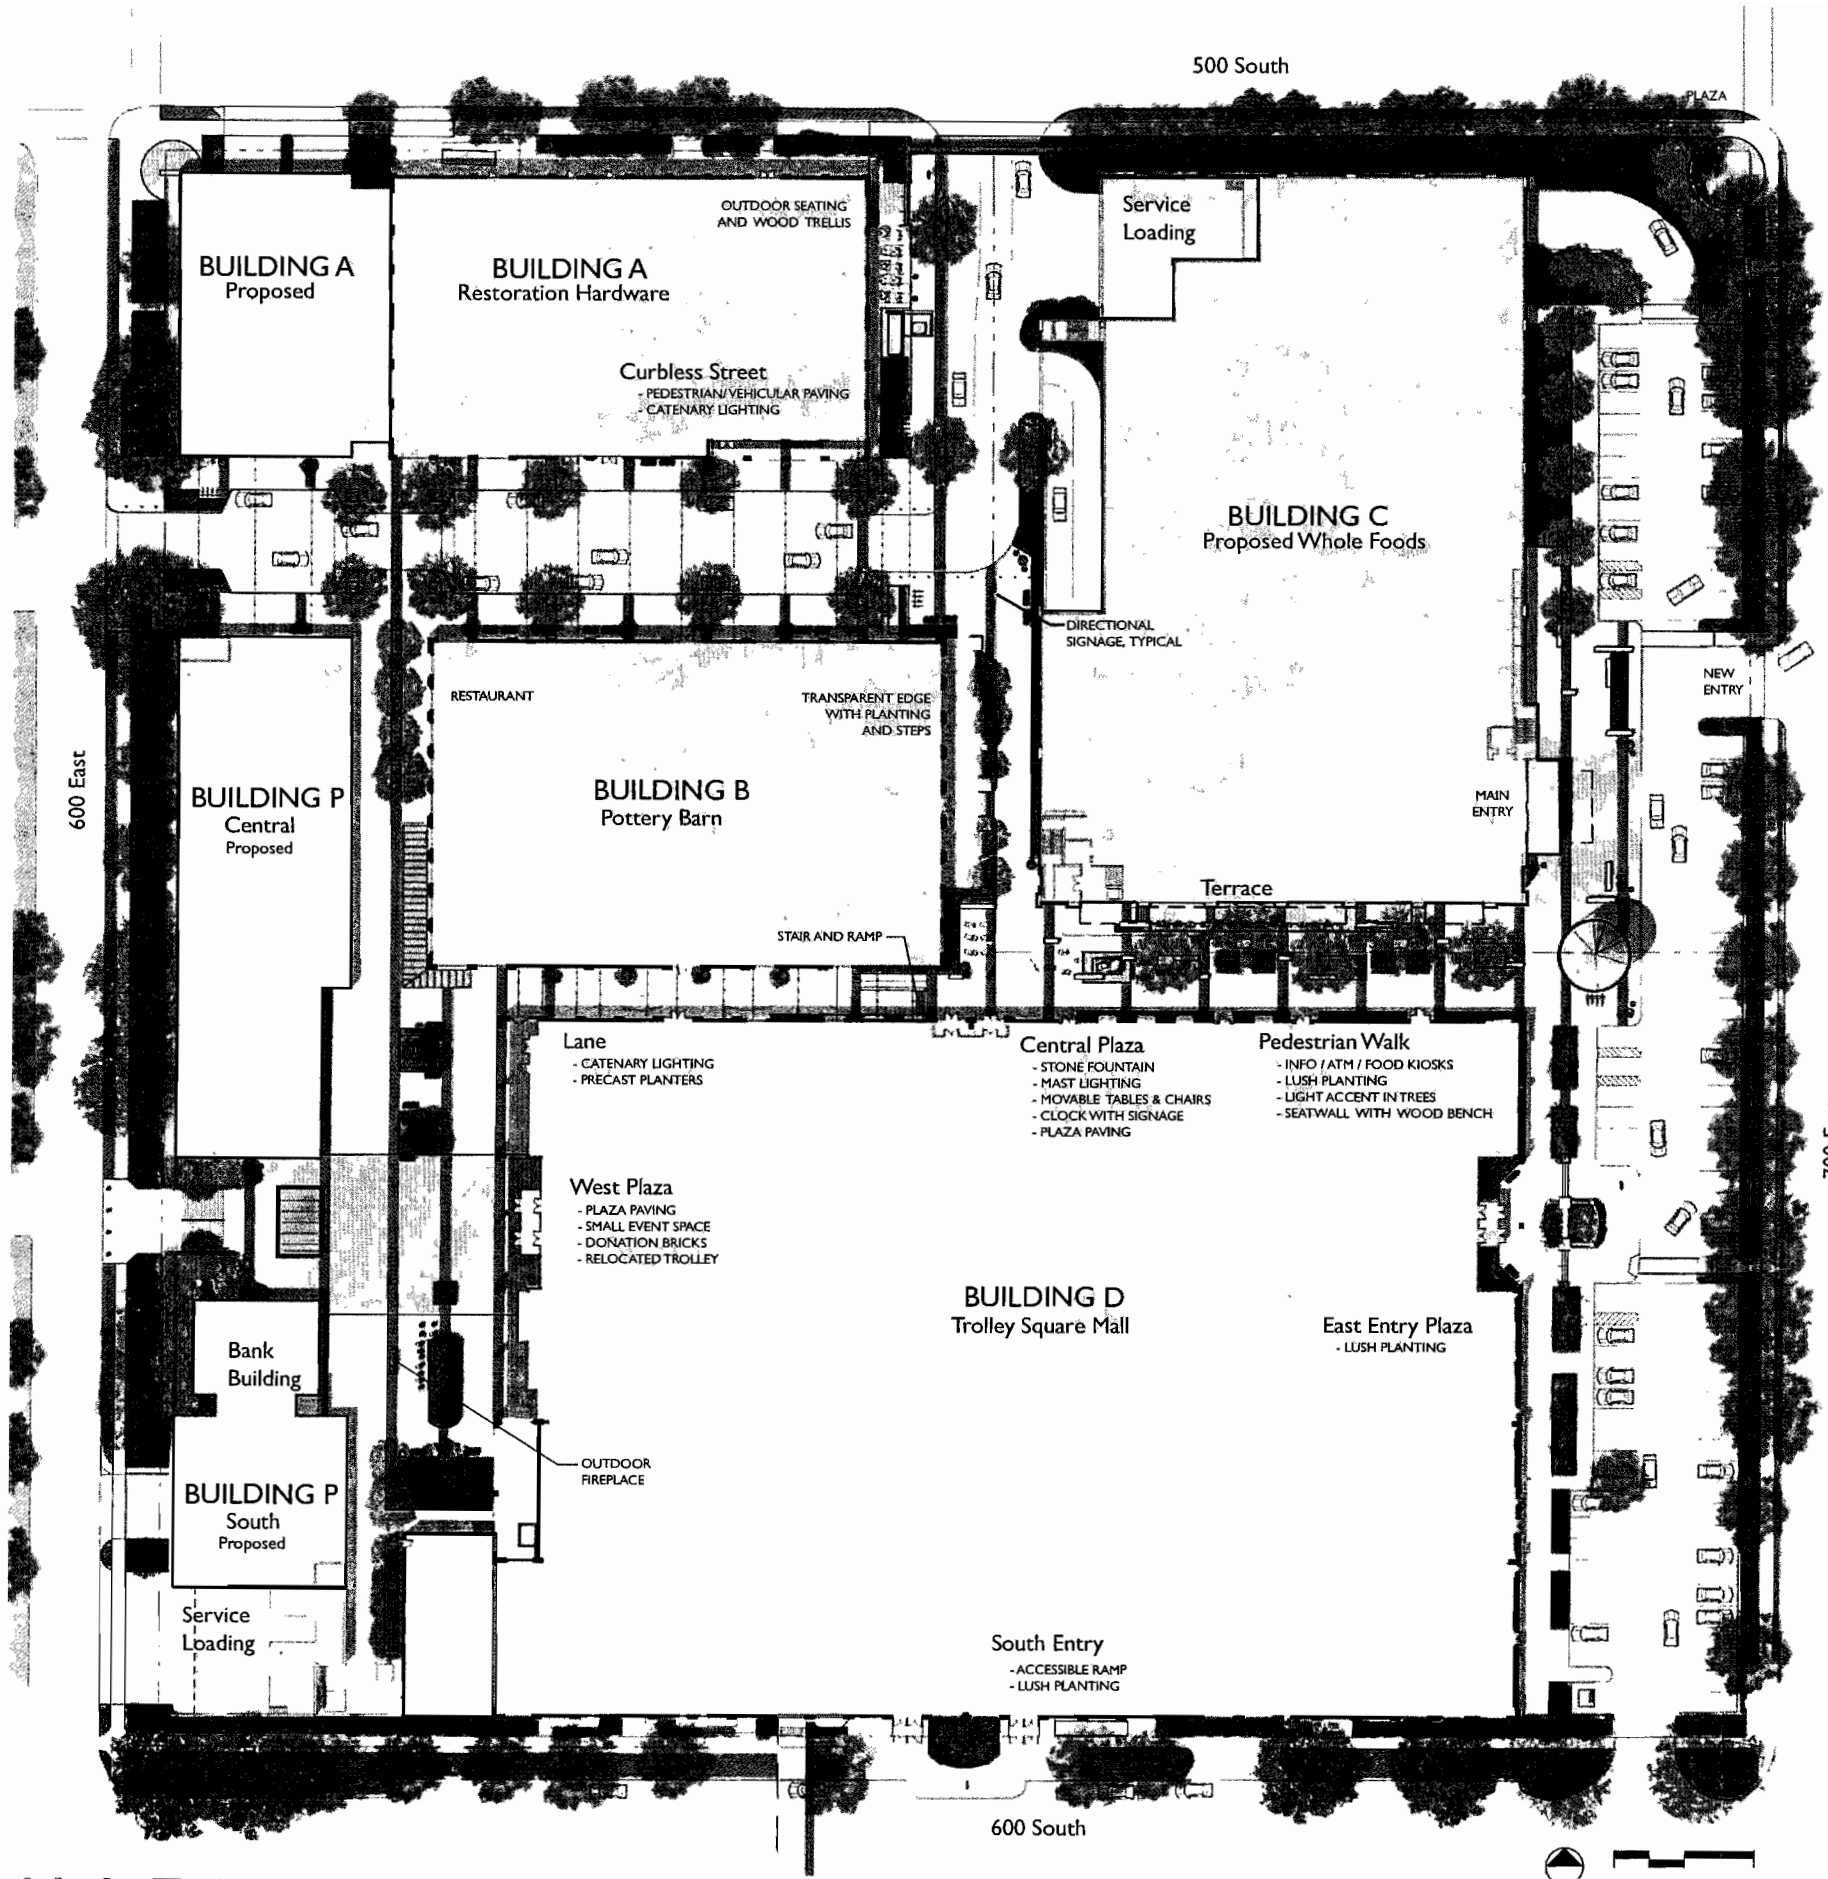 500 South
PLAZA
OUTDOOR SEATING
AND WOOD TRELLIS
Service
Loading
BUILDING A
Proposed
BUILDING A
Restoration Hardware
Curbless Street
- PEDESTRIAN/VEHICULAR PAVING
- CATENARY LIGHTING
BUILDING C
Proposed Whole Foods
DIRECTIONAL
SIGNAGE, TYPICAL
NEW
ENTRY
RESTAURANT
TRANSPARENT EDGE
WITH PLANTING
AND STEPS
600 East
BUILDING P
Central
Proposed
BUILDING B
Pottery Barn
MAIN
ENTRY
Terrace
STAIR AND RAMP
Lane
- CATENARY LIGHTING
- PRECAST PLANTERS
Central Plaza
- STONE FOUNTAIN
- MAST LIGHTING
- MOVABLE TABLES & CHAIRS
- CLOCK WITH SIGNAGE
- PLAZA PAVING
Pedestrian Walk
- INFO / ATM / FOOD KIOSKS
- LUSH PLANTING
- LIGHT ACCENT IN TREES
- SEATWALL WITH WOOD BENCH
West Plaza
- PLAZA PAVING
- SMALL EVENT SPACE
- DONATION BRICKS
- RELOCATED TROLLEY
BUILDING D
Trolley Square Mall
East Entry Plaza
- LUSH PLANTING
Bank
Building
OUTDOOR
FIREPLACE
BUILDING P
South
Proposed
Service
Loading
South Entry
- ACCESSIBLE RAMP
- LUSH PLANTING
600 South